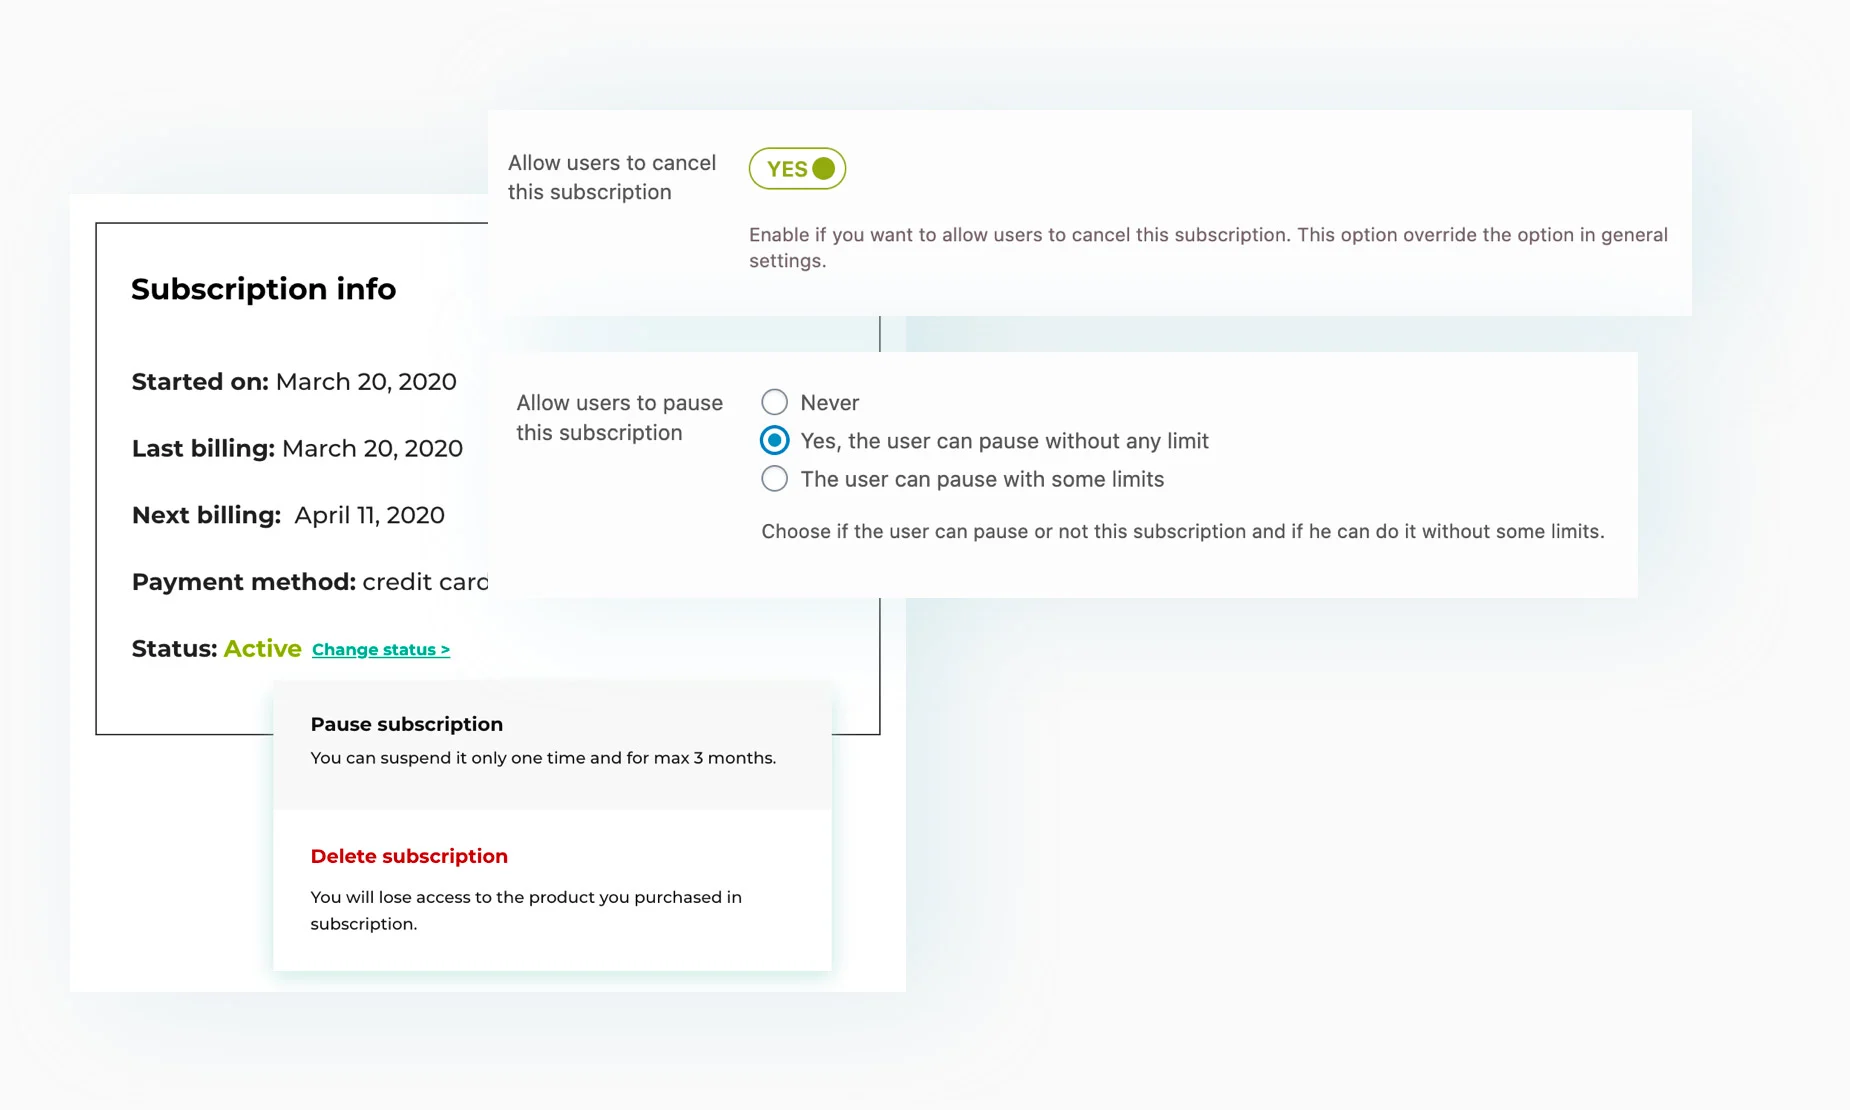 Allow users to cancel
this subscription
YES
Enable if you want to allow users to cancel this subscription. This option override the option in general
settings.
Allow users to pause
this subscription
Never
Yes, the user can pause without any limit
The user can pause with some limits
Choose if the user can pause or not this subscription and if he can do it without some limits.
Subscription info
Started on: March 20, 2020
Last billing: March 20, 2020
Next billing: April 11, 2020
Payment method: credit card
Status: Active Change status >
Pause subscription
You can suspend it only one time and for max 3 months.
Delete subscription
You will lose access to the product you purchased in
subscription.